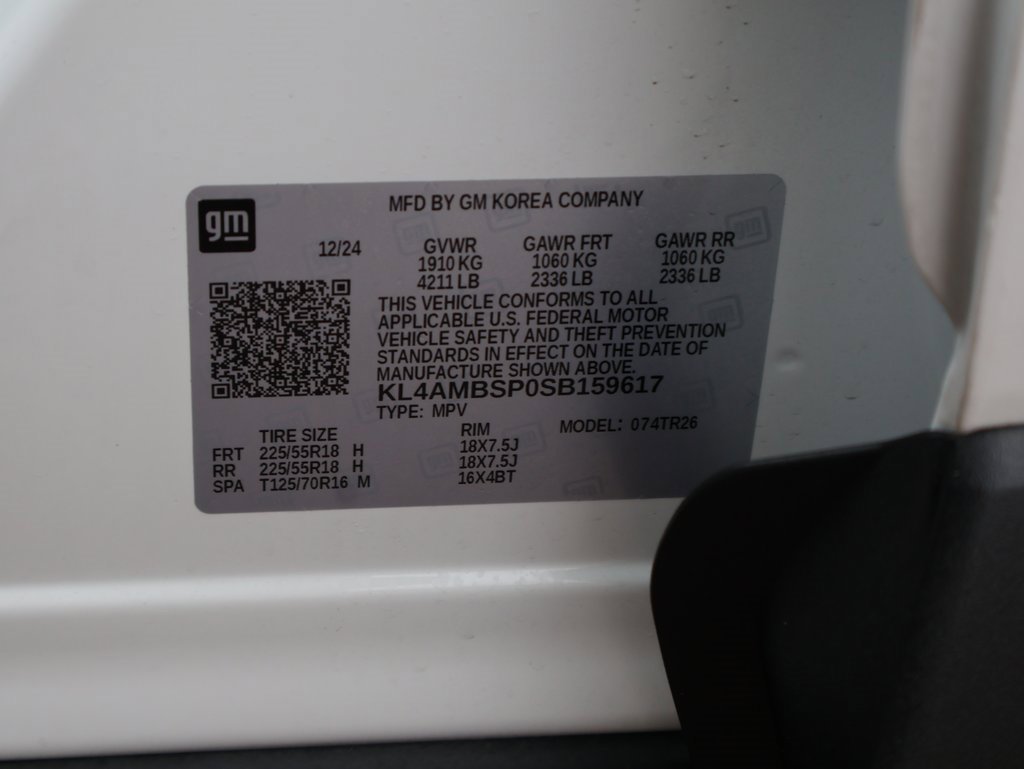 gm
MFD BY GM KOREA COMPANY
12/24 GVWR GAWR FRT GAWR RR
1910 KG 1060 KG 1060 KG
4211 LB 2336 LB 2336 LB
THIS VEHICLE CONFORMS TO ALL
APPLICABLE U.S. FEDERAL MOTOR
VEHICLE SAFETY AND THEFT PREVENTION
STANDARDS IN EFFECT ON THE DATE OF
MANUFACTURE SHOWN ABOVE.
KL4AMBSP0SB159617
TYPE: MPV
TIRE SIZE RIM MODEL: 074TR26
FRT 225/55R18 H 18X7.5J
RR 225/55R18 H 18X7.5J
SPA T125/70R16 M 16X4BT